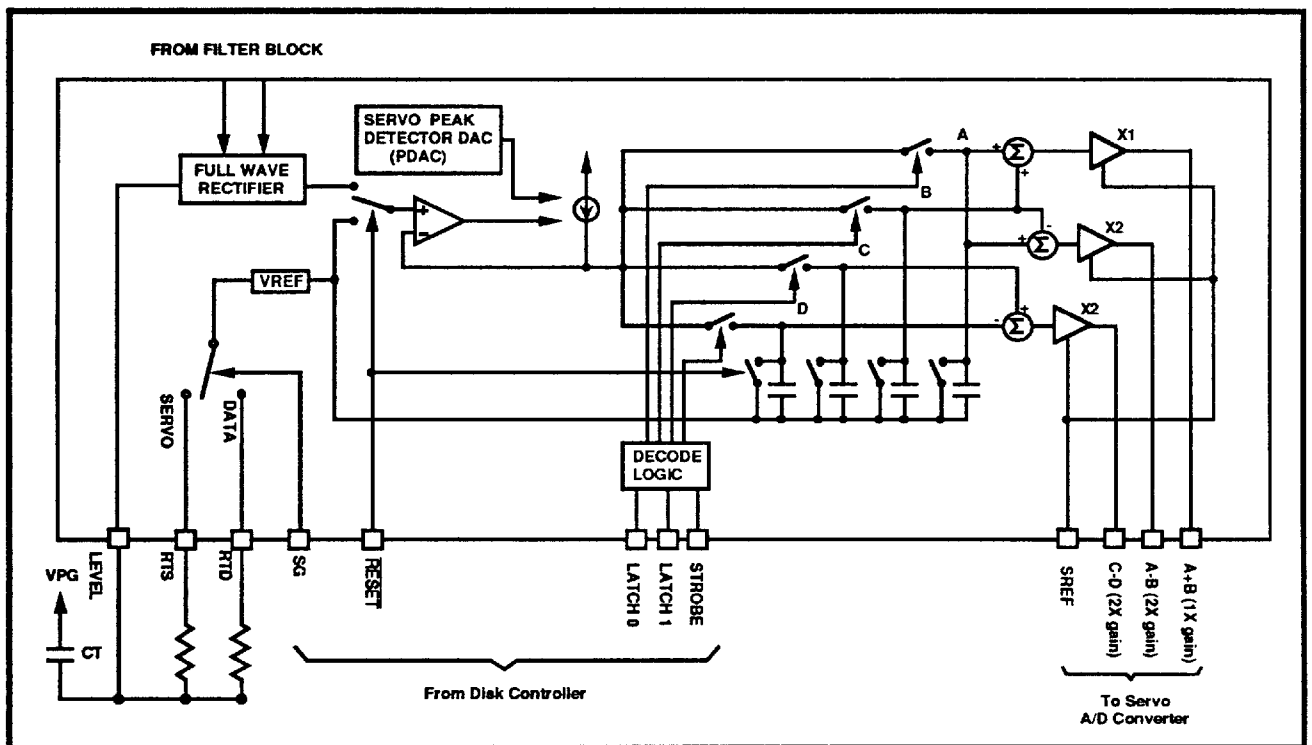 FROM FILTER BLOCK
SERVO PEAK
DETECTOR DAC
(PDAC)
FULL WAVE
RECTIFIER
A
X1
B
+
+
+
-
C
-
+
X2
VREF
D
+
-
X2
Σ
Σ
Σ
SERVO
DATA
DECODE
LOGIC
VPG
LEVEL
RTS
RTD
SG
RESET
LATCH 0
LATCH 1
STROBE
SREF
C-D (2X gain)
A-B (2X gain)
A+B (1X gain)
CT
From Disk Controller
To Servo
A/D Converter